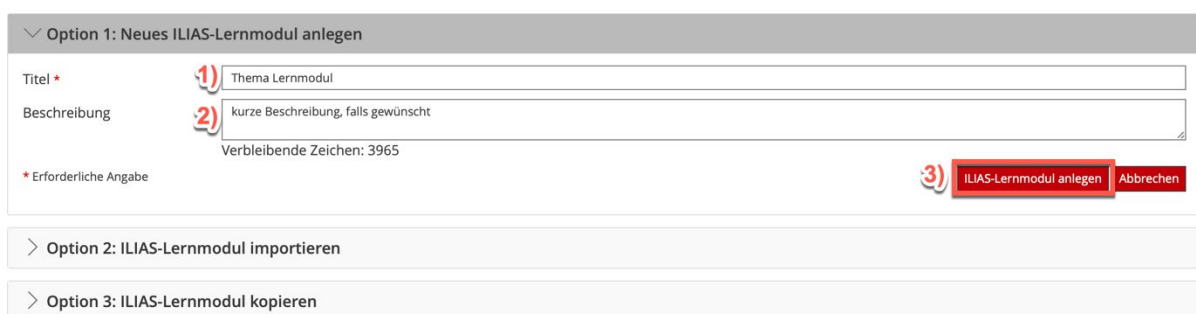 Option 1: Neues ILIAS-Lernmodul anlegen
Titel * 1) Thema Lernmodul
Beschreibung 2) kurze Beschreibung, falls gewünscht
Verbleibende Zeichen: 3965
* Erforderliche Angabe 3) ILIAS-Lernmodul anlegen Abbrechen
Option 2: ILIAS-Lernmodul importieren
Option 3: ILIAS-Lernmodul kopieren